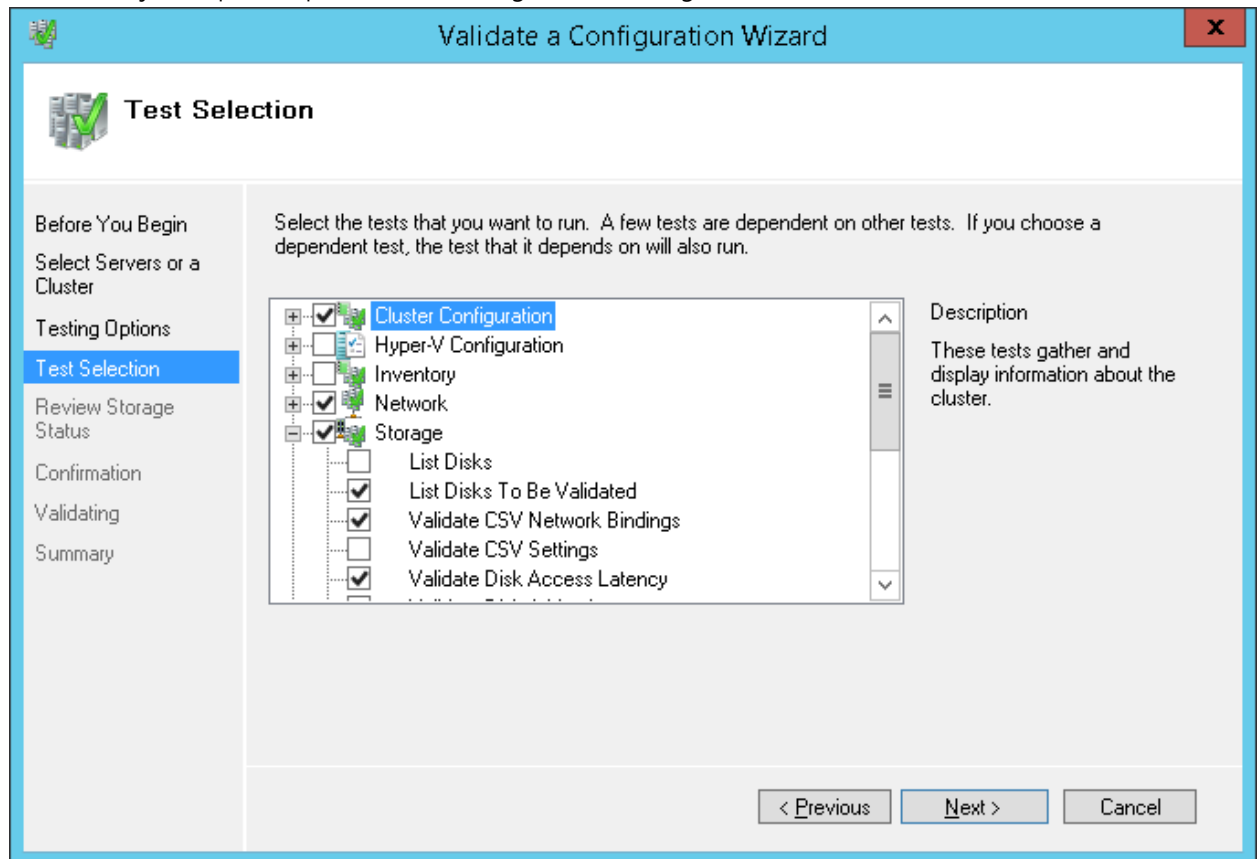 Validate a Configuration Wizard
x
Test Selection
Before You Begin
Select Servers or a
Cluster
Testing Options
Test Selection
Review Storage
Status
Confirmation
Validating
Summary
Select the tests that you want to run. A few tests are dependent on other tests. If you choose a
dependent test, the test that it depends on will also run.
Cluster Configuration
Hyper-V Configuration
Inventory
Network
Storage
List Disks
List Disks To Be Validated
Validate CSV Network Bindings
Validate CSV Settings
Validate Disk Access Latency
Description
These tests gather and
display information about the
cluster.
< Previous
Next >
Cancel